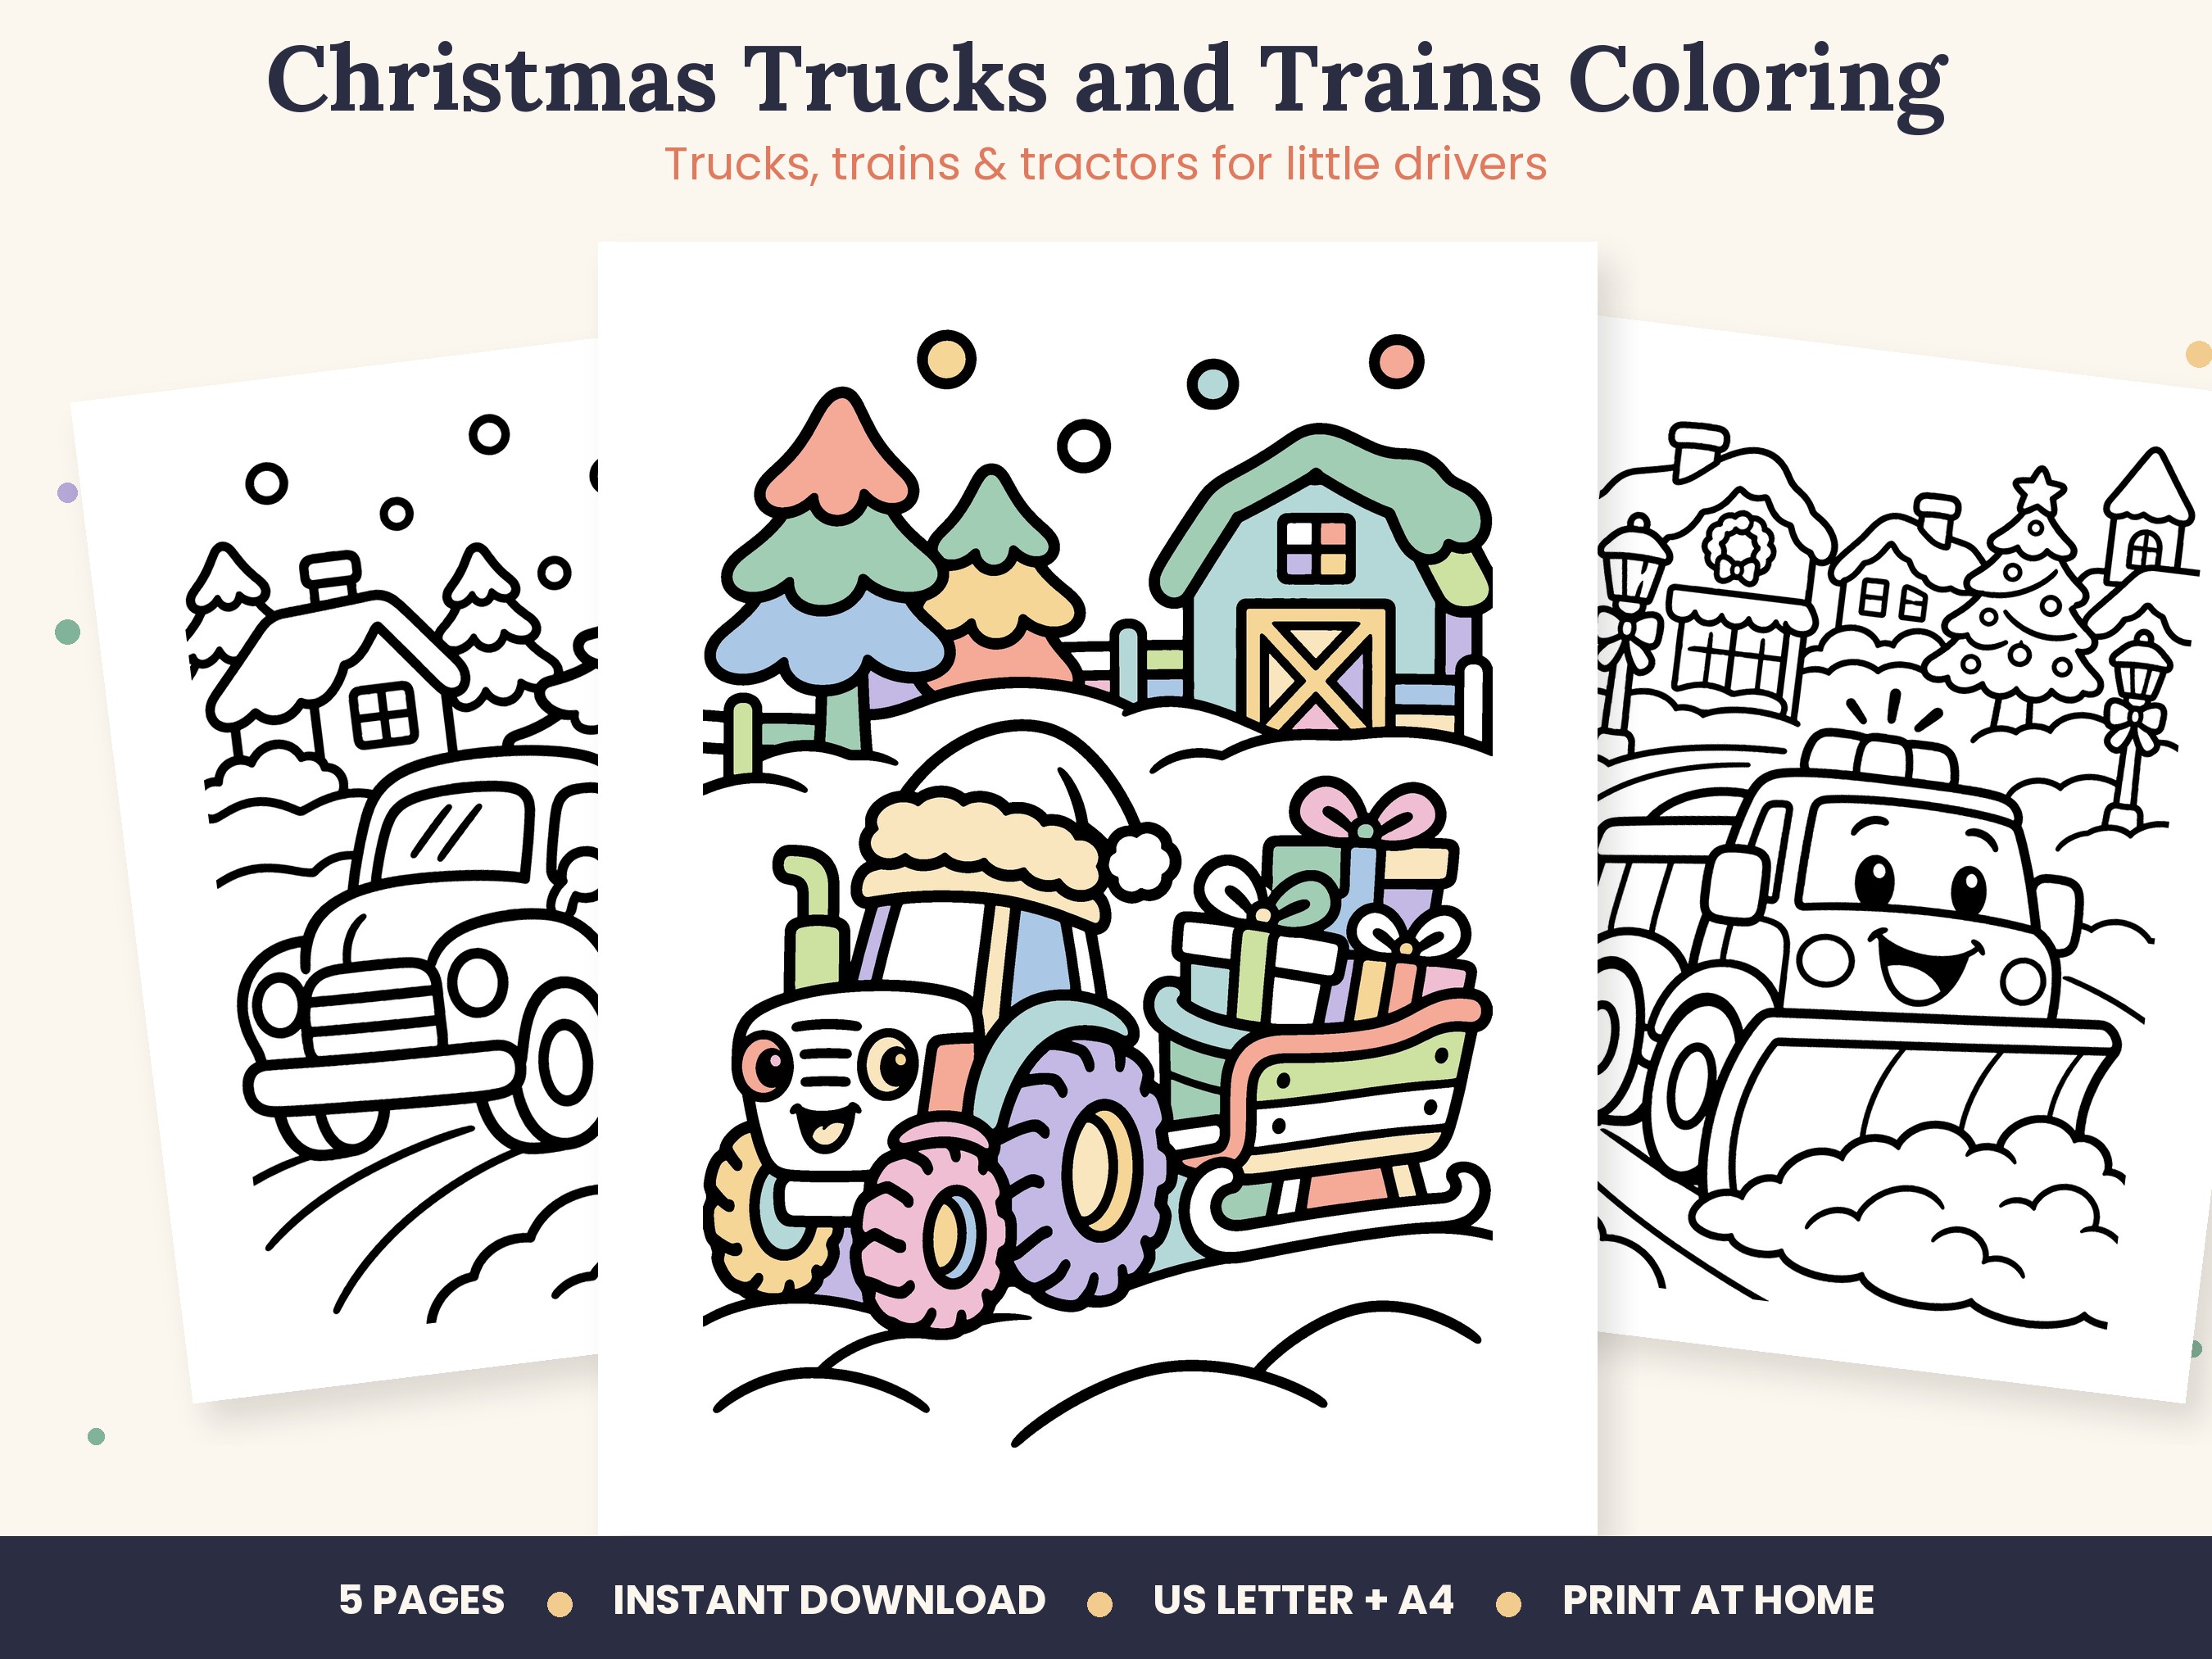 Christmas Trucks and Trains Coloring
Trucks, trains & tractors for little drivers
5 PAGES ● INSTANT DOWNLOAD ● US LETTER + A4 ● PRINT AT HOME